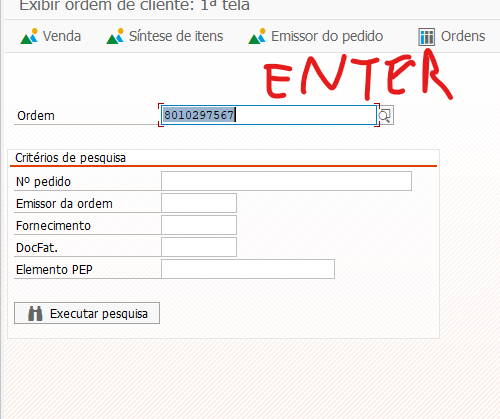 Exibir ordem de cliente: 1ª tela
Venda Síntese de itens Emissor do pedido Ordens
ENTER
Ordem 8010297567
Critérios de pesquisa
Nº pedido
Emissor da ordem
Fornecimento
DocFat.
Elemento PEP
Executar pesquisa